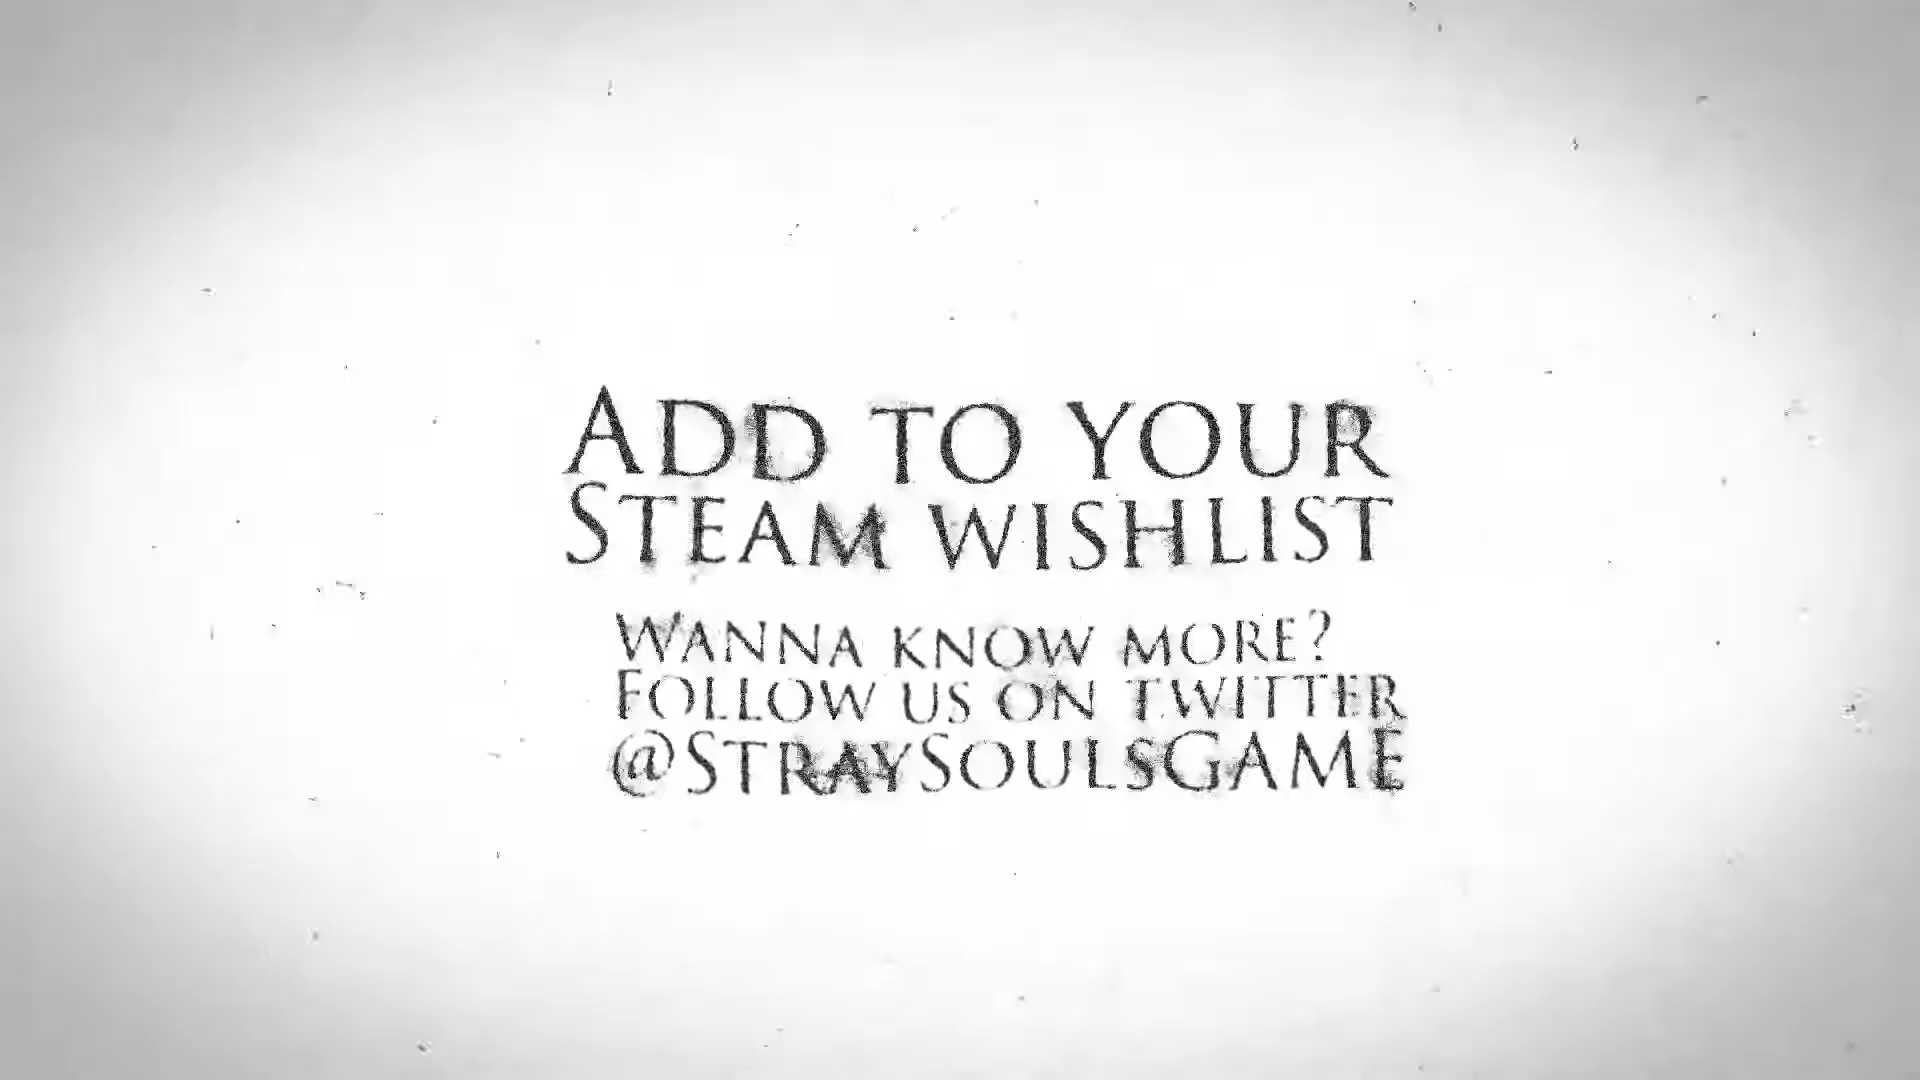 Add to your
Steam wishlist
Wanna know more?
Follow us on twitter
@StraySoulsGame